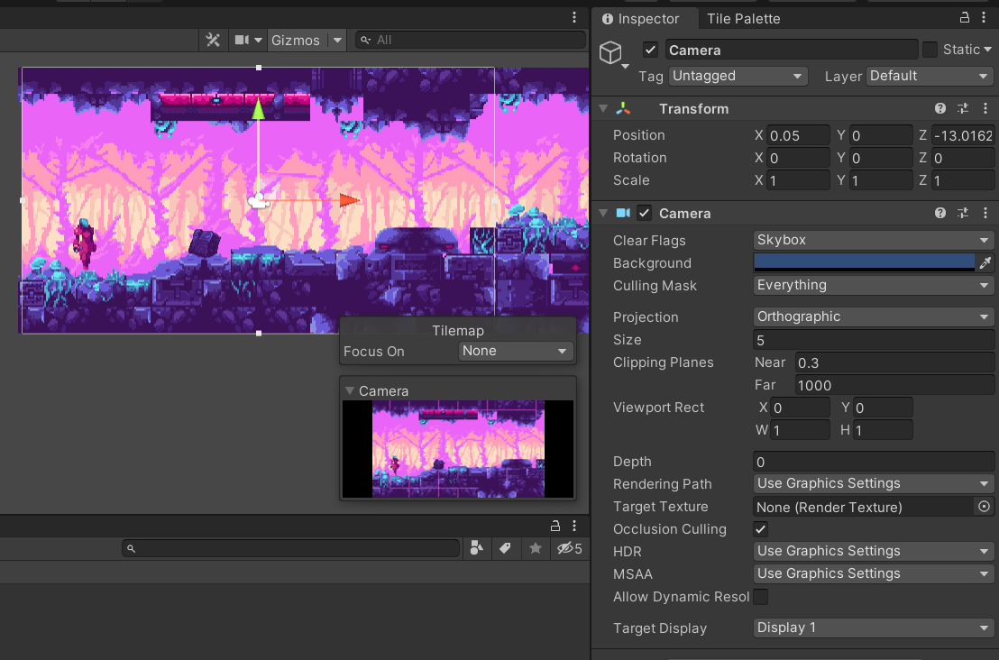 Inspector
Tile Palette
Gizmos
All
Camera
Static
Tag Untagged Layer Default
Transform
Position X 0.05 Y 0 Z -13.0162
Rotation X 0 Y 0 Z 0
Scale X 1 Y 1 Z 1
Camera
Clear Flags Skybox
Background
Culling Mask Everything
Projection Orthographic
Size 5
Clipping Planes Near 0.3
Far 1000
Viewport Rect X 0 Y 0
W 1 H 1
Depth 0
Rendering Path Use Graphics Settings
Target Texture None (Render Texture)
Occlusion Culling
HDR Use Graphics Settings
MSAA Use Graphics Settings
Allow Dynamic Resol
Target Display Display 1
Tilemap
Focus On None
Camera
5